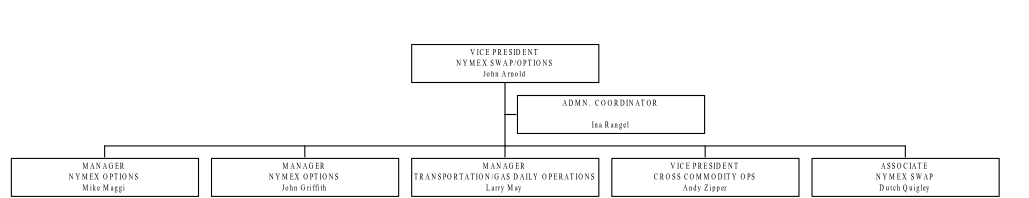 VICE PRESIDENT
NYMEX SWAP/OPTIONS
John Arnold
ADMN. COORDINATOR
Ina Rangel
MANAGER
NYMEX OPTIONS
Mike Maggi
MANAGER
NYMEX OPTIONS
John Griffith
MANAGER
TRANSPORTATION/GAS DAILY OPERATIONS
Larry May
VICE PRESIDENT
CROSS COMMODITY OPS
Andy Zipper
ASSOCIATE
NYMEX SWAP
Dutch Quigley